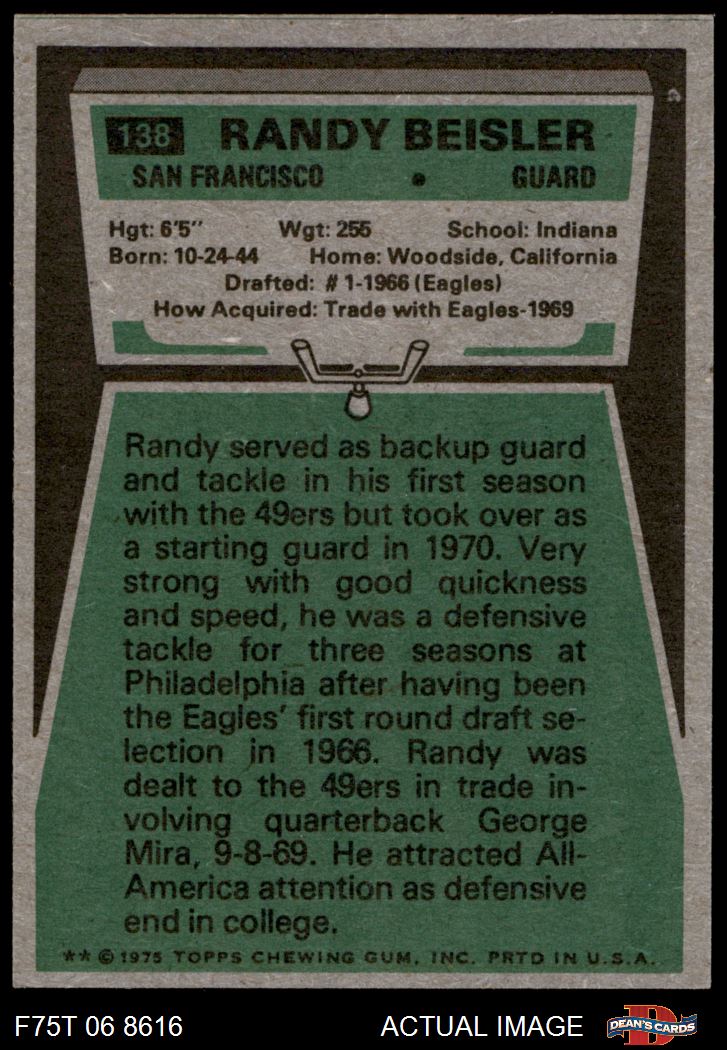 138 RANDY BEISLER
SAN FRANCISCO • GUARD
Hgt: 6'5" Wgt: 255 School: Indiana
Born: 10-24-44 Home: Woodside, California
Drafted: #1-1966 (Eagles)
How Acquired: Trade with Eagles-1969
Randy served as backup guard
and tackle in his first season
with the 49ers but took over as
a starting guard in 1970. Very
strong with good quickness
and speed, he was a defensive
tackle for three seasons at
Philadelphia after having been
the Eagles' first round draft se-
lection in 1966. Randy was
dealt to the 49ers in trade in-
volving quarterback George
Mira, 9-8-69. He attracted All-
America attention as defensive
end in college.
** © 1975 TOPPS CHEWING GUM, INC. PRTD IN U.S.A.
F75T 06 8616 ACTUAL IMAGE DEAN'S CARDS